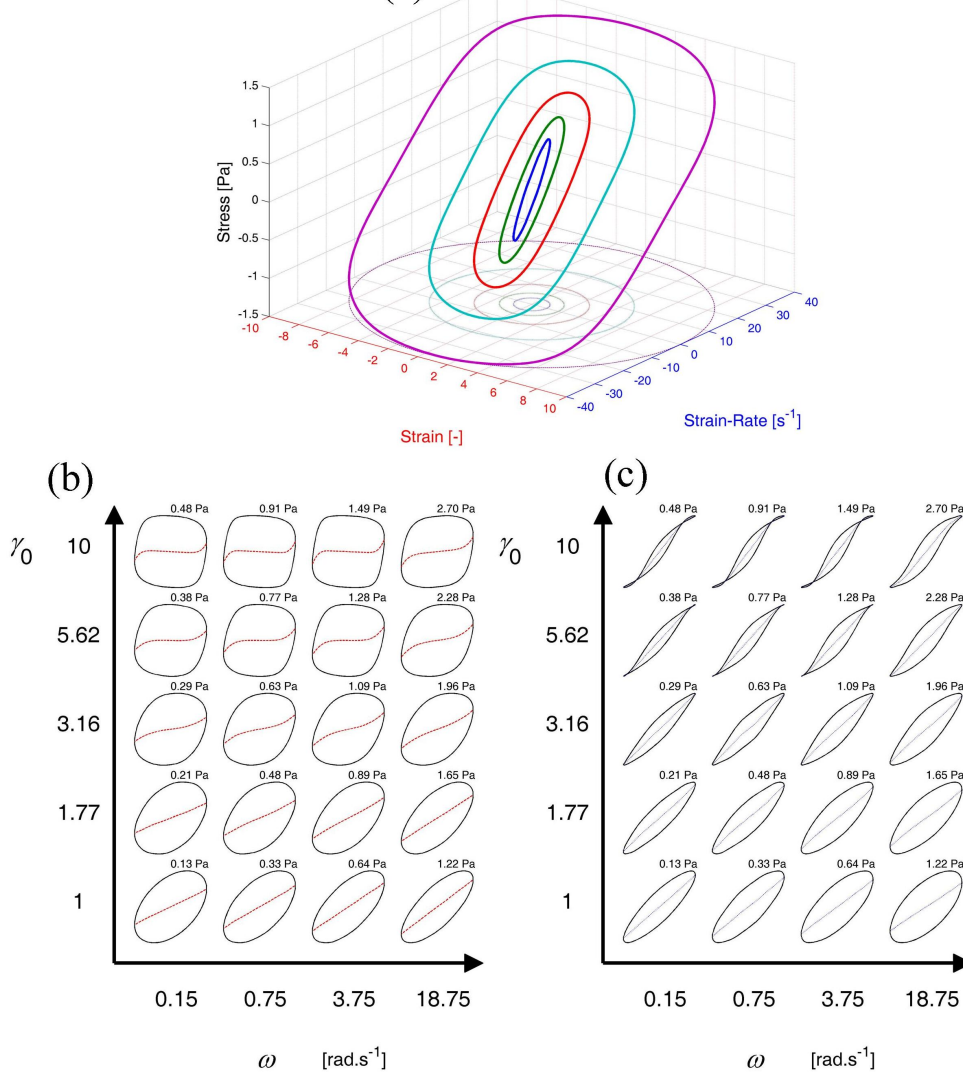 1.5
1
0.5
0
-0.5
-1
-1.5
Stress [Pa]
-10
-8
-6
-4
-2
0
2
4
6
8
10
Strain [-]
-40
-30
-20
-10
0
10
20
30
40
Strain-Rate [s⁻¹]
(b)
γ₀
10
5.62
3.16
1.77
1
0.48 Pa 0.91 Pa 1.49 Pa 2.70 Pa
0.38 Pa 0.77 Pa 1.28 Pa 2.28 Pa
0.29 Pa 0.63 Pa 1.09 Pa 1.96 Pa
0.21 Pa 0.48 Pa 0.89 Pa 1.65 Pa
0.13 Pa 0.33 Pa 0.64 Pa 1.22 Pa
0.15 0.75 3.75 18.75
ω [rad.s⁻¹]
(c)
γ₀
10
5.62
3.16
1.77
1
0.48 Pa 0.91 Pa 1.49 Pa 2.70 Pa
0.38 Pa 0.77 Pa 1.28 Pa 2.28 Pa
0.29 Pa 0.63 Pa 1.09 Pa 1.96 Pa
0.21 Pa 0.48 Pa 0.89 Pa 1.65 Pa
0.13 Pa 0.33 Pa 0.64 Pa 1.22 Pa
0.15 0.75 3.75 18.75
ω [rad.s⁻¹]